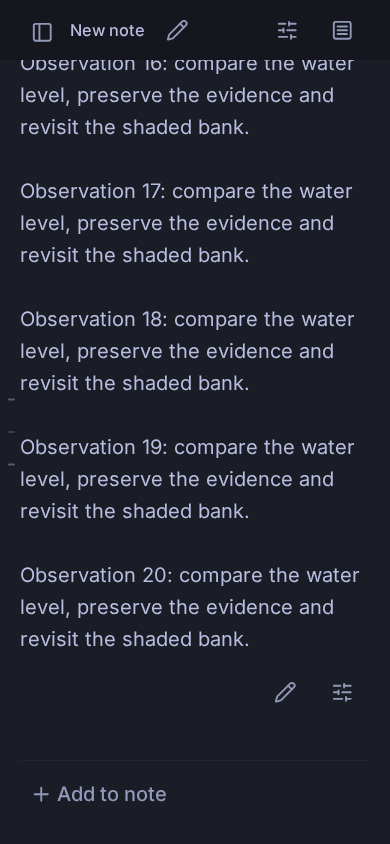 New note
Observation 16: compare the water
level, preserve the evidence and
revisit the shaded bank.
Observation 17: compare the water
level, preserve the evidence and
revisit the shaded bank.
Observation 18: compare the water
level, preserve the evidence and
revisit the shaded bank.
Observation 19: compare the water
level, preserve the evidence and
revisit the shaded bank.
Observation 20: compare the water
level, preserve the evidence and
revisit the shaded bank.
+ Add to note